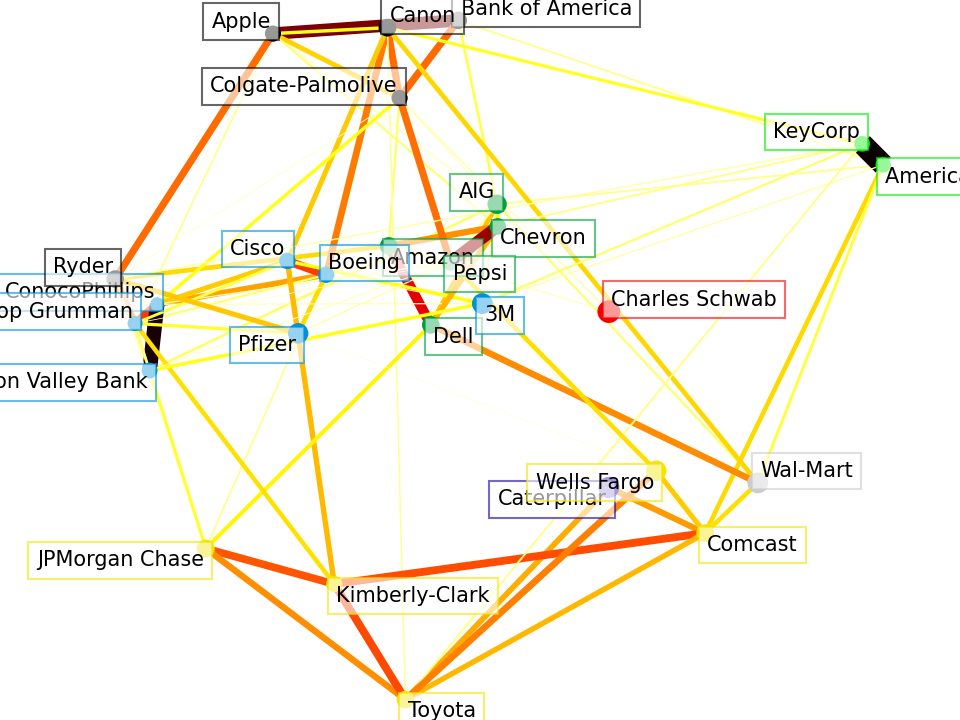 Bank of America
Canon
Apple
Colgate-Palmolive
KeyCorp
America
AIG
Chevron
Cisco
Amazon
Boeing
Ryder
Pepsi
ConocoPhillips
Charles Schwab
op Grumman
3M
Dell
Pfizer
on Valley Bank
Wal-Mart
Wells Fargo
Caterpillar
Comcast
JPMorgan Chase
Kimberly-Clark
Toyota